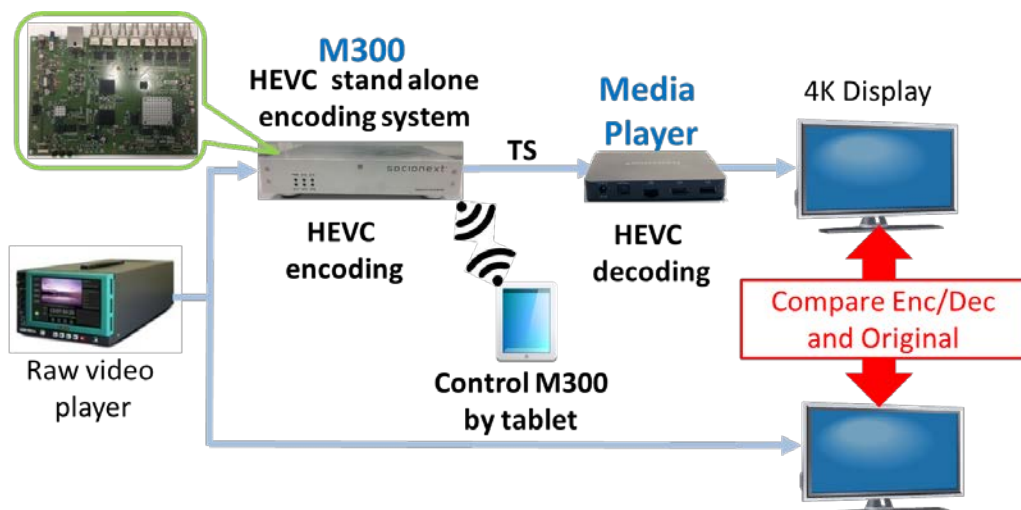 M300
HEVC stand alone
encoding system
Media
Player
4K Display
TS
socionext
HEVC
encoding
HEVC
decoding
Compare Enc/Dec
and Original
Raw video
player
Control M300
by tablet